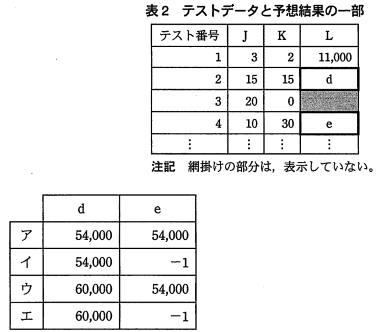 表2 テストデータと予想結果の一部
テスト番号 J K L
1 3 2 11,000
2 15 15 d
3 20 0
4 10 30 e
⋮ ⋮ ⋮ ⋮
注記 網掛けの部分は，表示していない。
d e
ア 54,000 54,000
イ 54,000 −1
ウ 60,000 54,000
エ 60,000 −1